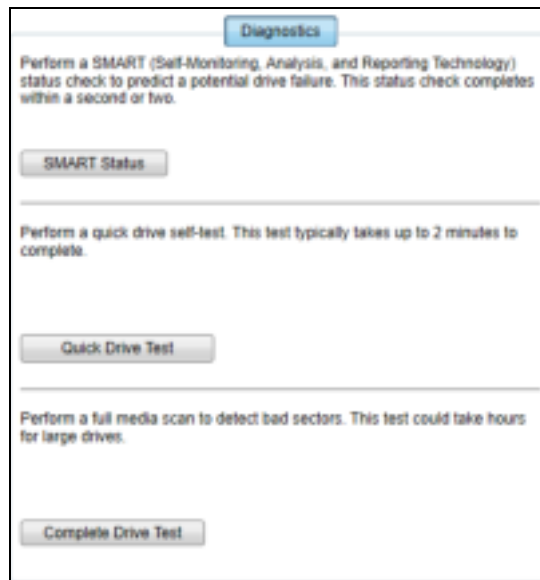 Diagnostics
Perform a SMART (Self-Monitoring, Analysis, and Reporting Technology)
status check to predict a potential drive failure. This status check completes
within a second or two.
SMART Status
Perform a quick drive self-test. This test typically takes up to 2 minutes to
complete.
Quick Drive Test
Perform a full media scan to detect bad sectors. This test could take hours
for large drives.
Complete Drive Test